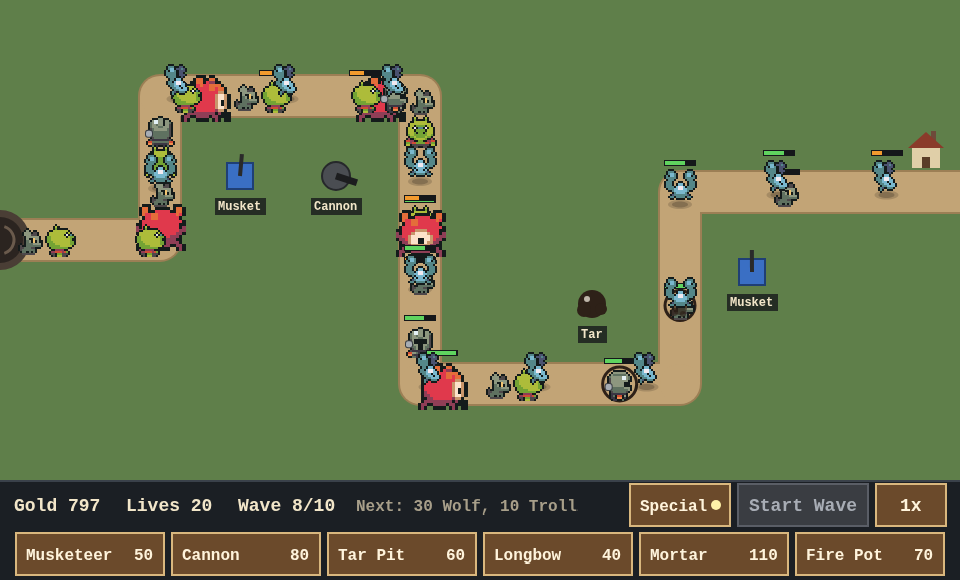 Musket
Cannon
Musket
Tar
Gold 797 Lives 20 Wave 8/10 Next: 30 Wolf, 10 Troll Special Start Wave 1x
Musketeer 50 Cannon 80 Tar Pit 60 Longbow 40 Mortar 110 Fire Pot 70